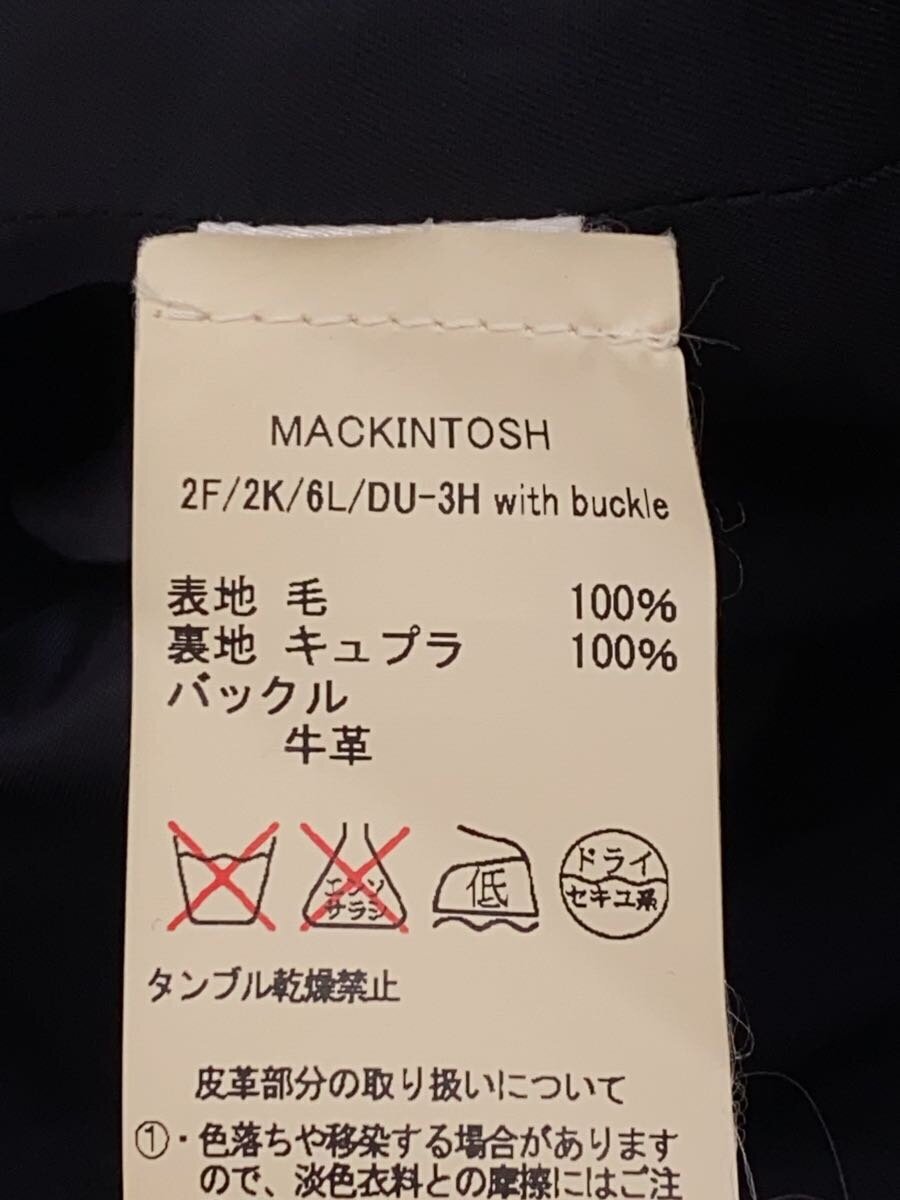 MACKINTOSH
2F/2K/6L/DU-3H with buckle
表地 毛 100%
裏地 キュプラ 100%
バックル
牛革
エンソ
サラシ
低
ドライ
セキユ系
タンブル乾燥禁止
皮革部分の取り扱いについて
①・色落ちや移染する場合があります
ので、淡色衣料との摩擦にはご注